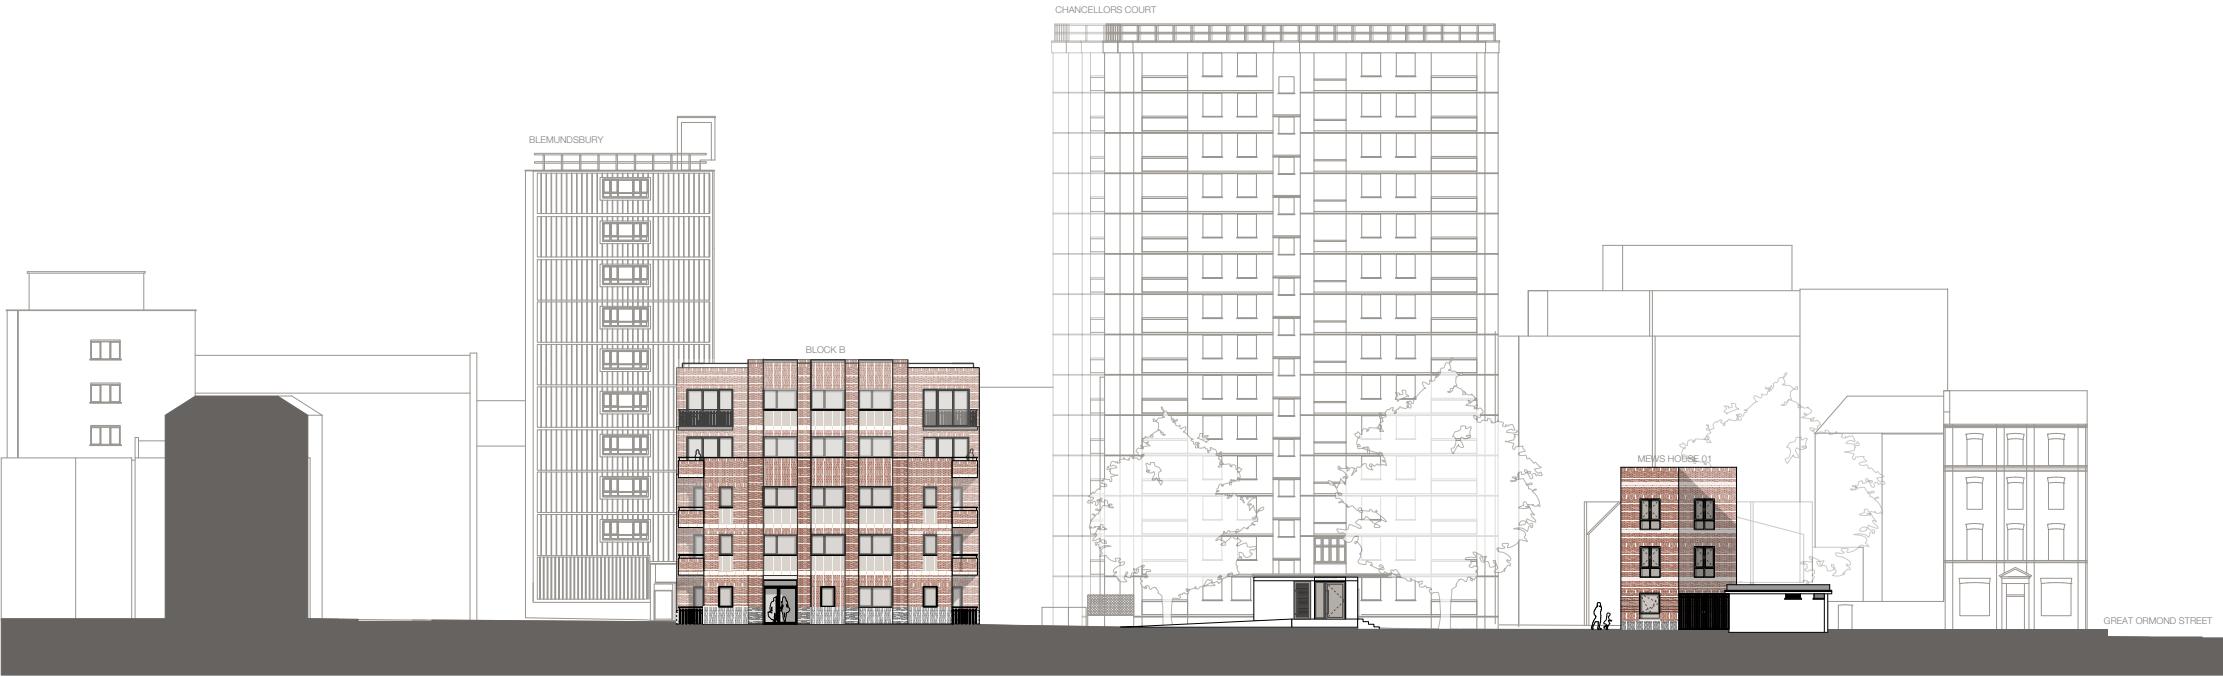 CHANCELLORS COURT
BLEMUNDSBURY
BLOCK B
MEWS HOUSE 01
GREAT ORMOND STREET